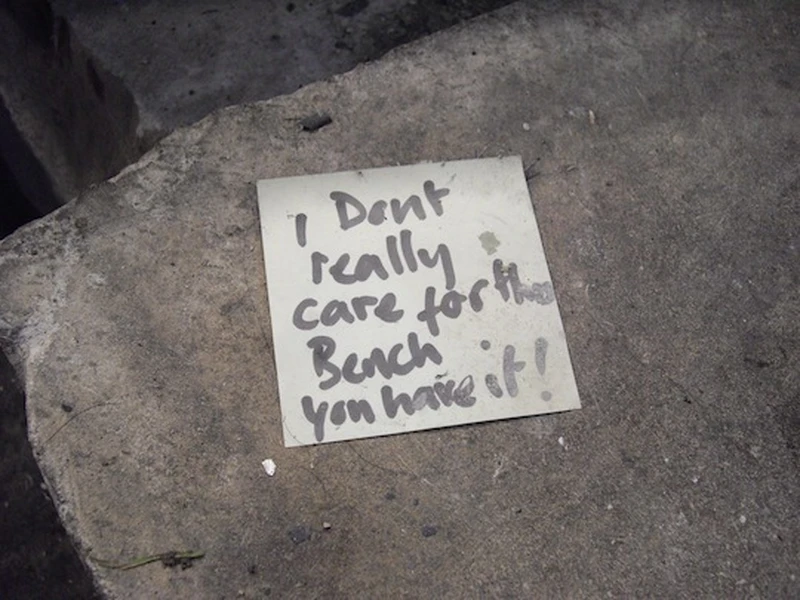 I Dont
really
care for the
Bench
you have it!